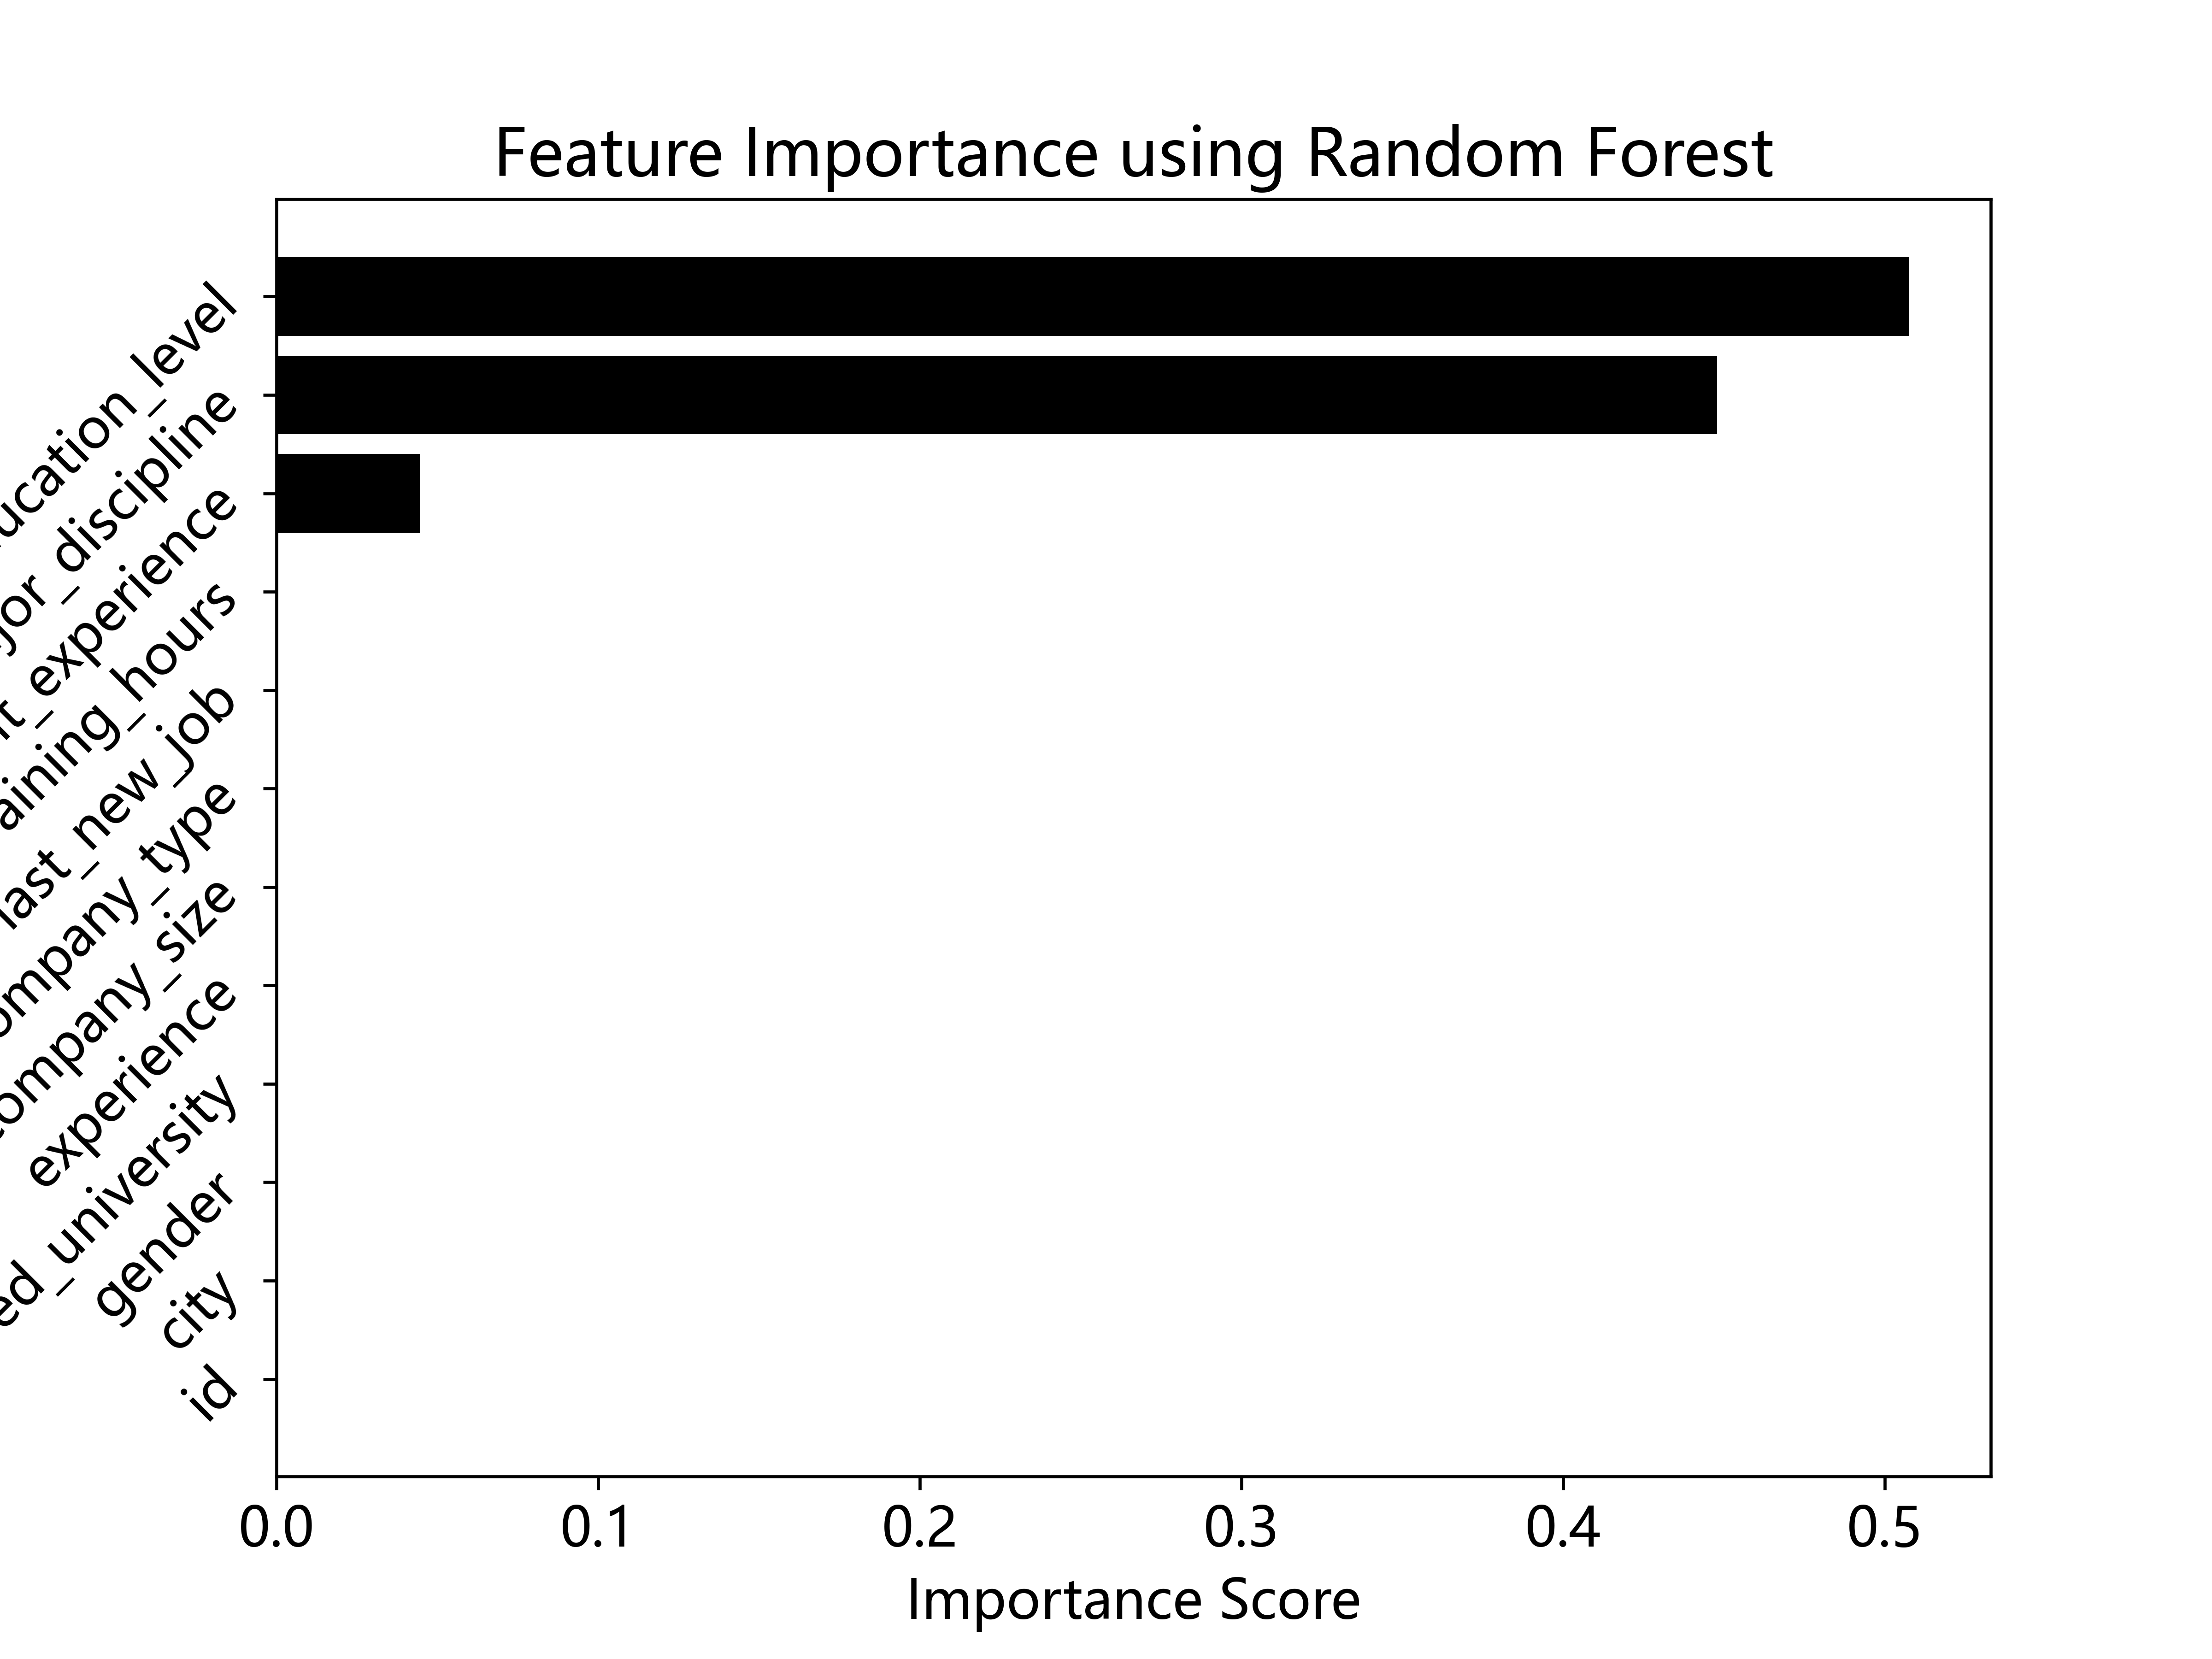 Feature Importance using Random Forest
ucation_level
jor_discipline
t_experience
aining_hours
last_new_job
ompany_type
ompany_size
experience
ed_university
gender
city
id
0.0 0.1 0.2 0.3 0.4 0.5
Importance Score